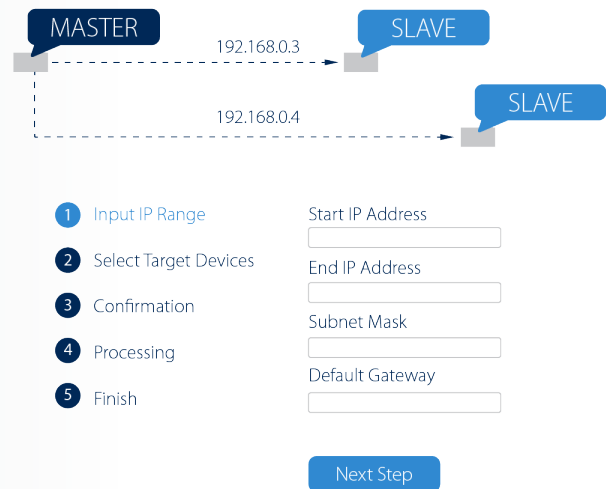 MASTER
SLAVE
192.168.0.3
SLAVE
192.168.0.4
1 Input IP Range
2 Select Target Devices
3 Confirmation
4 Processing
5 Finish
Start IP Address
End IP Address
Subnet Mask
Default Gateway
Next Step